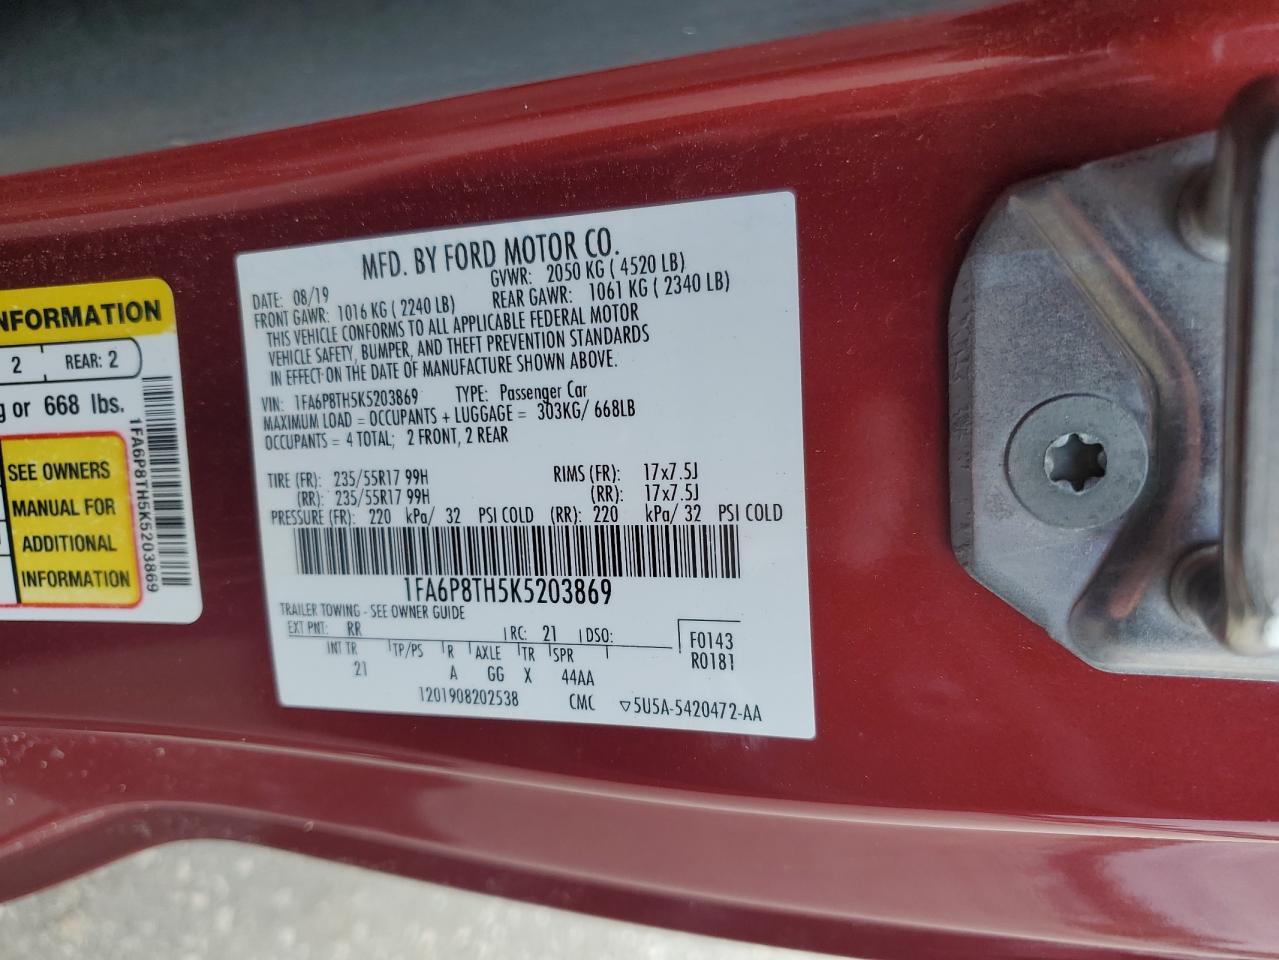 NFORMATION
2 REAR: 2
g or 668 lbs.
SEE OWNERS
MANUAL FOR
ADDITIONAL
INFORMATION
1FA6P8TH5K5203869
MFD. BY FORD MOTOR CO.
DATE: 08/19 GVWR: 2050 KG ( 4520 LB)
FRONT GAWR: 1016 KG ( 2240 LB) REAR GAWR: 1061 KG ( 2340 LB)
THIS VEHICLE CONFORMS TO ALL APPLICABLE FEDERAL MOTOR
VEHICLE SAFETY, BUMPER, AND THEFT PREVENTION STANDARDS
IN EFFECT ON THE DATE OF MANUFACTURE SHOWN ABOVE.
VIN: 1FA6P8TH5K5203869 TYPE: Passenger Car
MAXIMUM LOAD = OCCUPANTS + LUGGAGE = 303KG/ 668LB
OCCUPANTS = 4 TOTAL; 2 FRONT, 2 REAR
TIRE (FR): 235/55R17 99H RIMS (FR): 17x7.5J
(RR): 235/55R17 99H (RR): 17x7.5J
PRESSURE (FR): 220 kPa/ 32 PSI COLD (RR): 220 kPa/ 32 PSI COLD
1FA6P8TH5K5203869
TRAILER TOWING - SEE OWNER GUIDE
EXT PNT: RR RC: 21 DSO: F0143
INT TR TP/PS R AXLE TR SPR R0181
21 A GG X 44AA
1201908202538 CMC ▽5U5A-5420472-AA